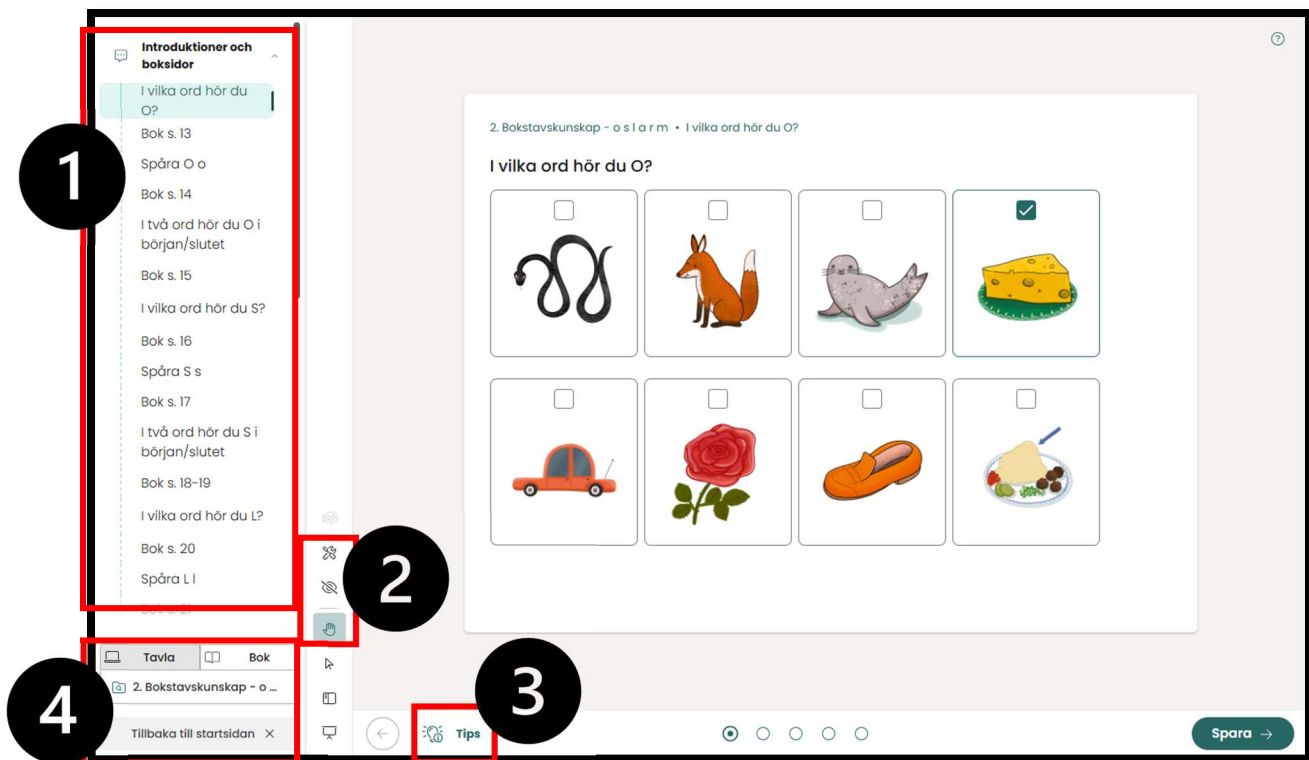 Introduktioner och
boksidor
I vilka ord hör du
O?
Bok s. 13
Spåra O o
Bok s. 14
I två ord hör du O i
början/slutet
Bok s. 15
I vilka ord hör du S?
Bok s. 16
Spåra S s
Bok s. 17
I två ord hör du S i
början/slutet
Bok s. 18-19
I vilka ord hör du L?
Bok s. 20
Spåra L l
Bok s. 21
1
2
Tavla Bok
2. Bokstavskunskap - o ...
Tillbaka till startsidan
4
2. Bokstavskunskap - o s l a r m • I vilka ord hör du O?
I vilka ord hör du O?
3
Tips
Spara →